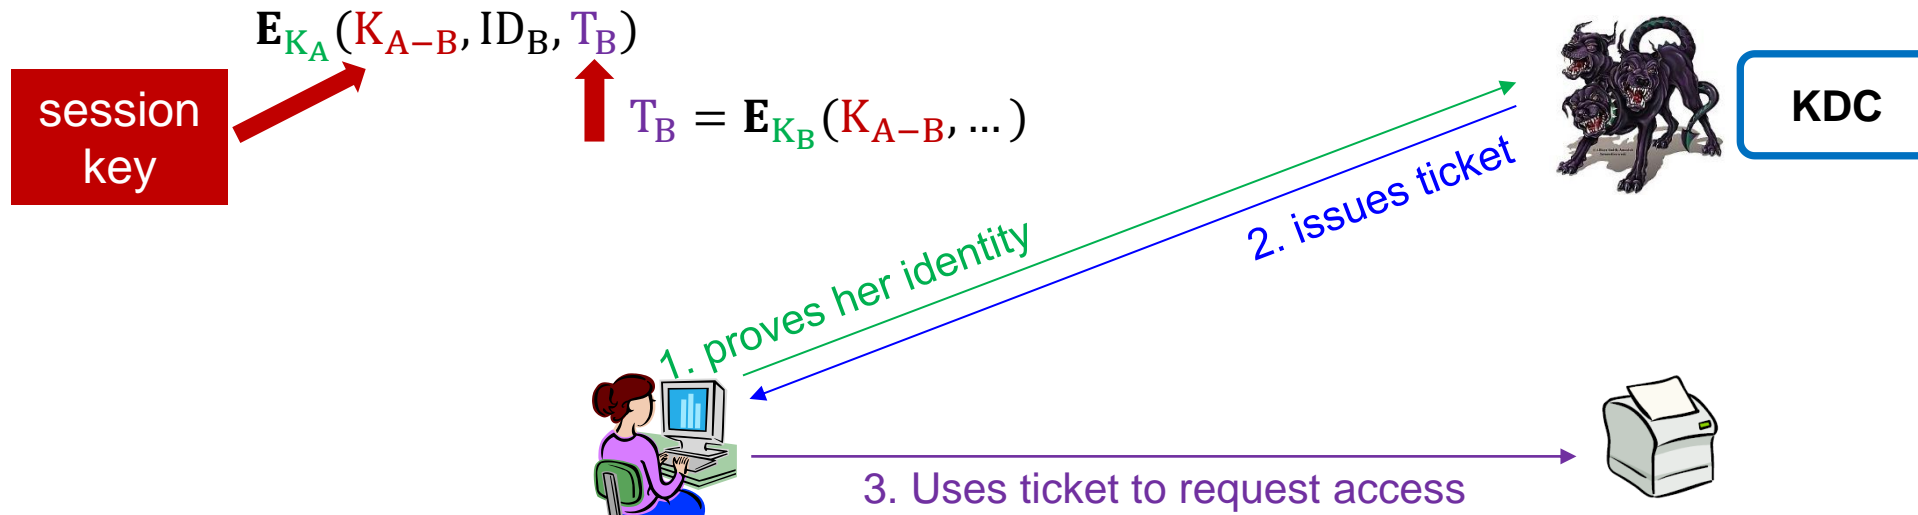 E_{K_A}(K_{A−B}, ID_B, T_B)
session
key
T_B = E_{K_B}(K_{A−B}, …)
KDC
2. issues ticket
1. proves her identity
3. Uses ticket to request access